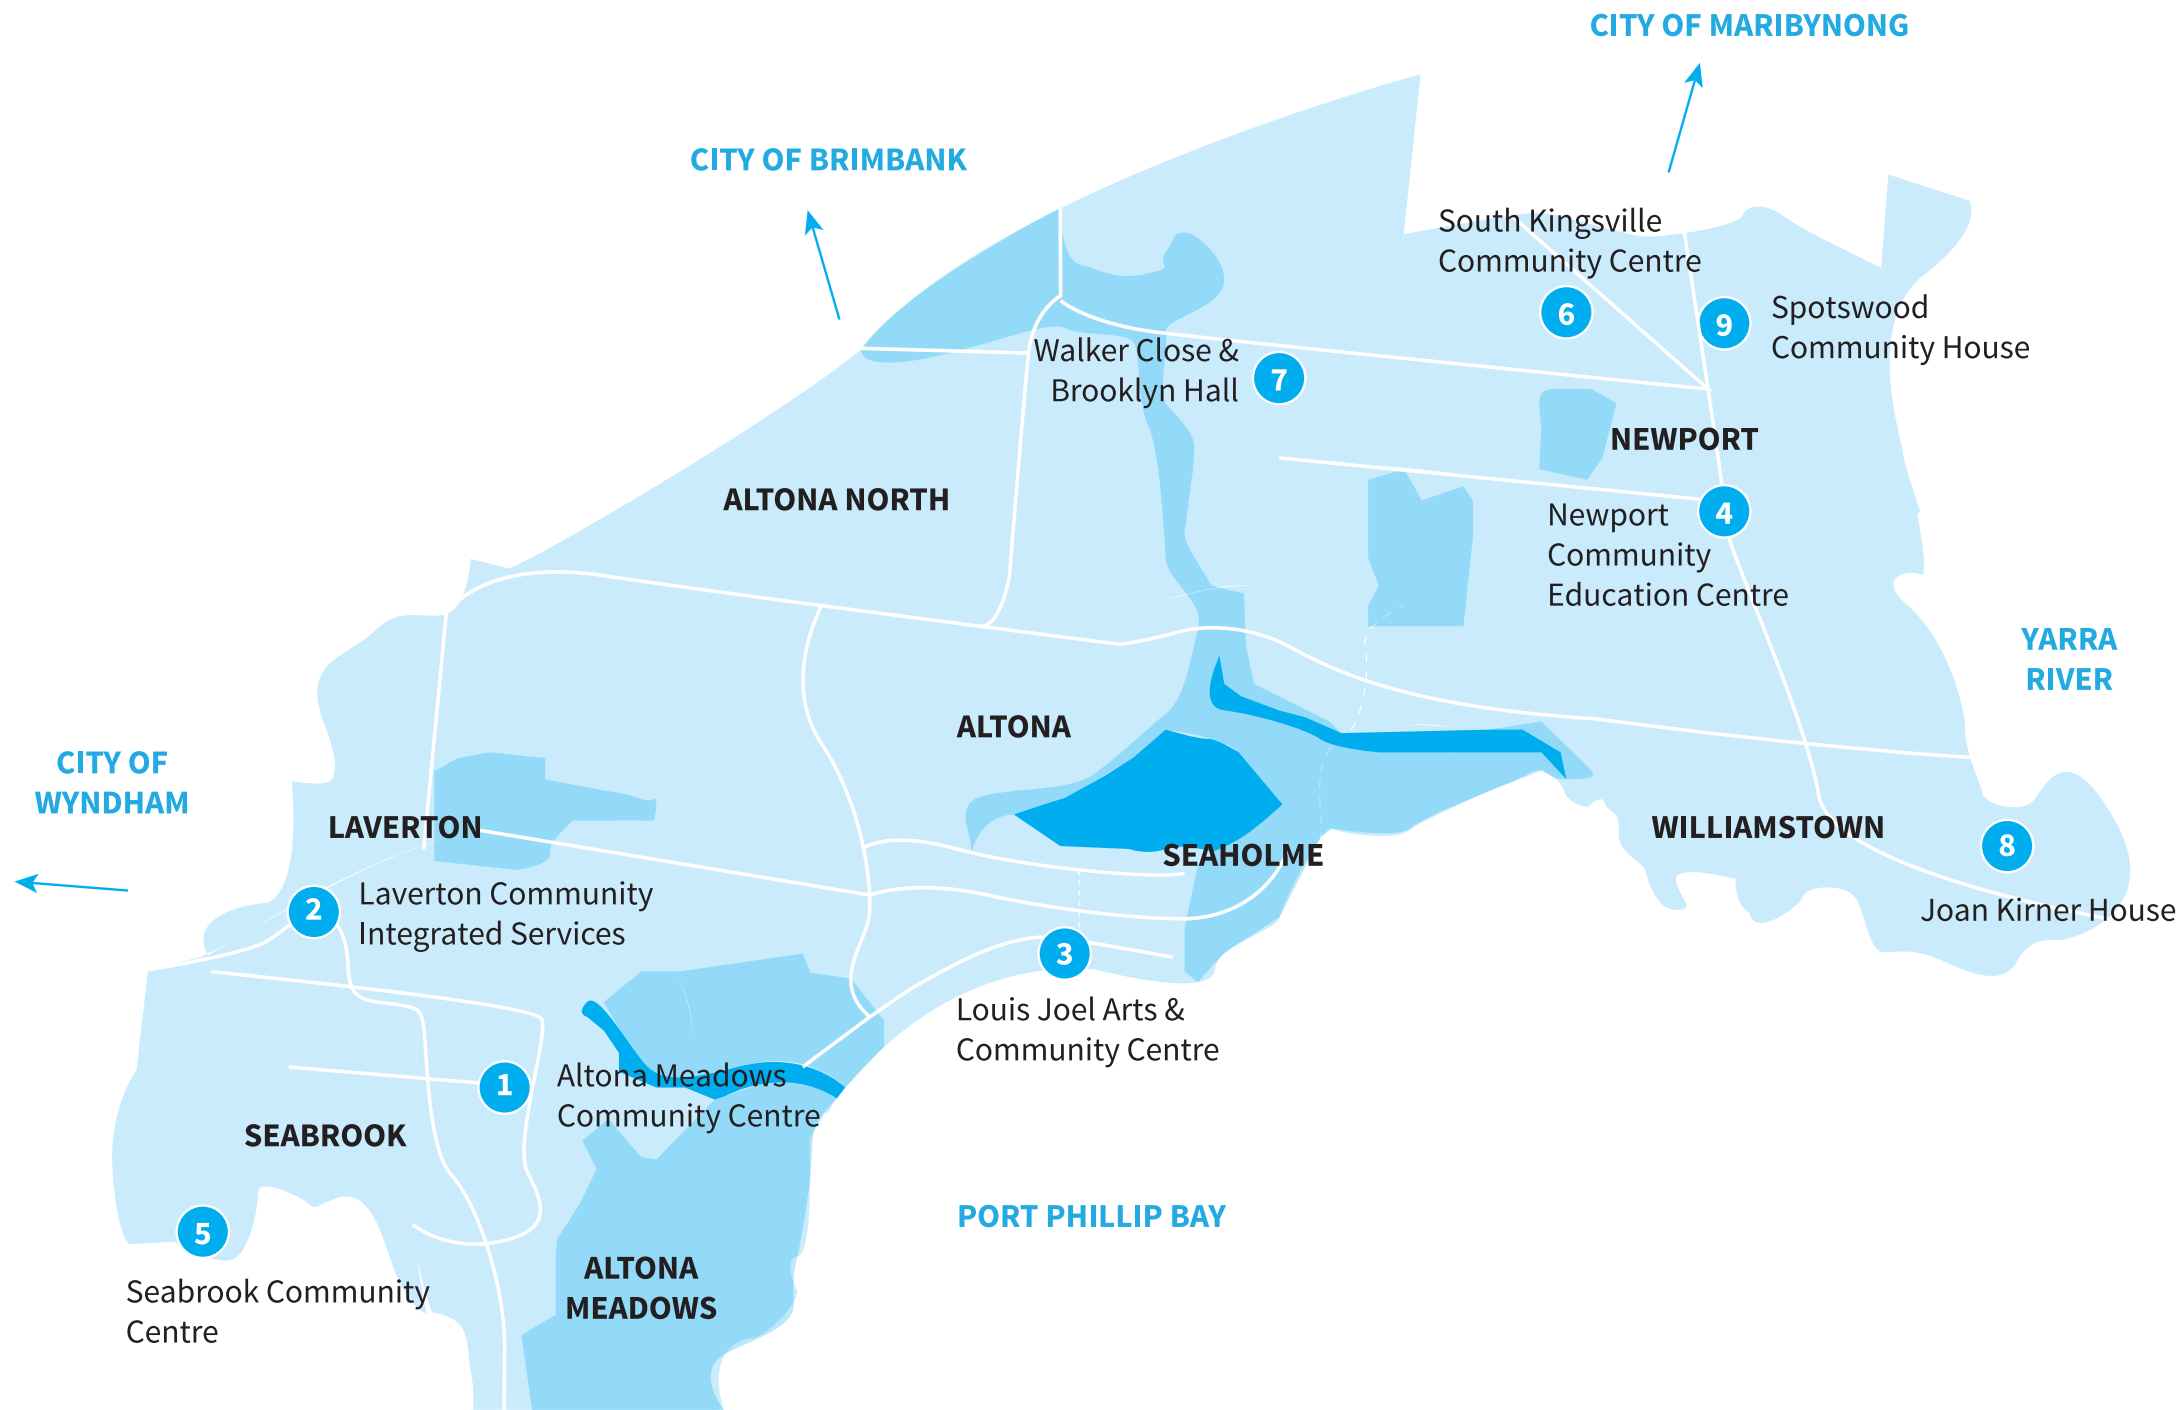 CITY OF MARIBYNONG
CITY OF BRIMBANK
South Kingsville
Community Centre
6
9
Spotswood
Community House
Walker Close &
Brooklyn Hall
7
NEWPORT
ALTONA NORTH
4
Newport
Community
Education Centre
YARRA
RIVER
ALTONA
CITY OF
WYNDHAM
LAVERTON
WILLIAMSTOWN
SEAHOLME
8
Joan Kirner House
2
Laverton Community
Integrated Services
3
Louis Joel Arts &
Community Centre
1
Altona Meadows
Community Centre
SEABROOK
PORT PHILLIP BAY
5
Seabrook Community
Centre
ALTONA
MEADOWS